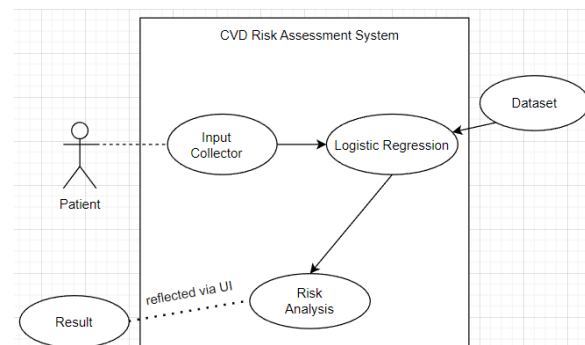 CVD Risk Assessment System
Dataset
Input
Collector
Logistic Regression
Patient
reflected via UI
Risk
Analysis
Result